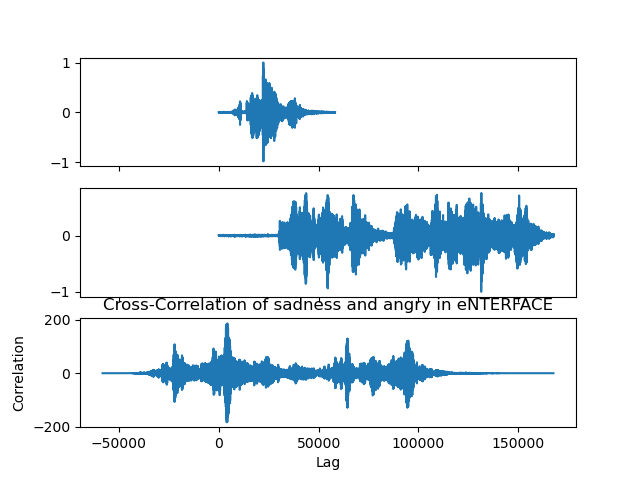 1
0
−1
0
−1
Cross-Correlation of sadness and angry in eNTERFACE
200
0
−200
Correlation
−50000 0 50000 100000 150000
Lag